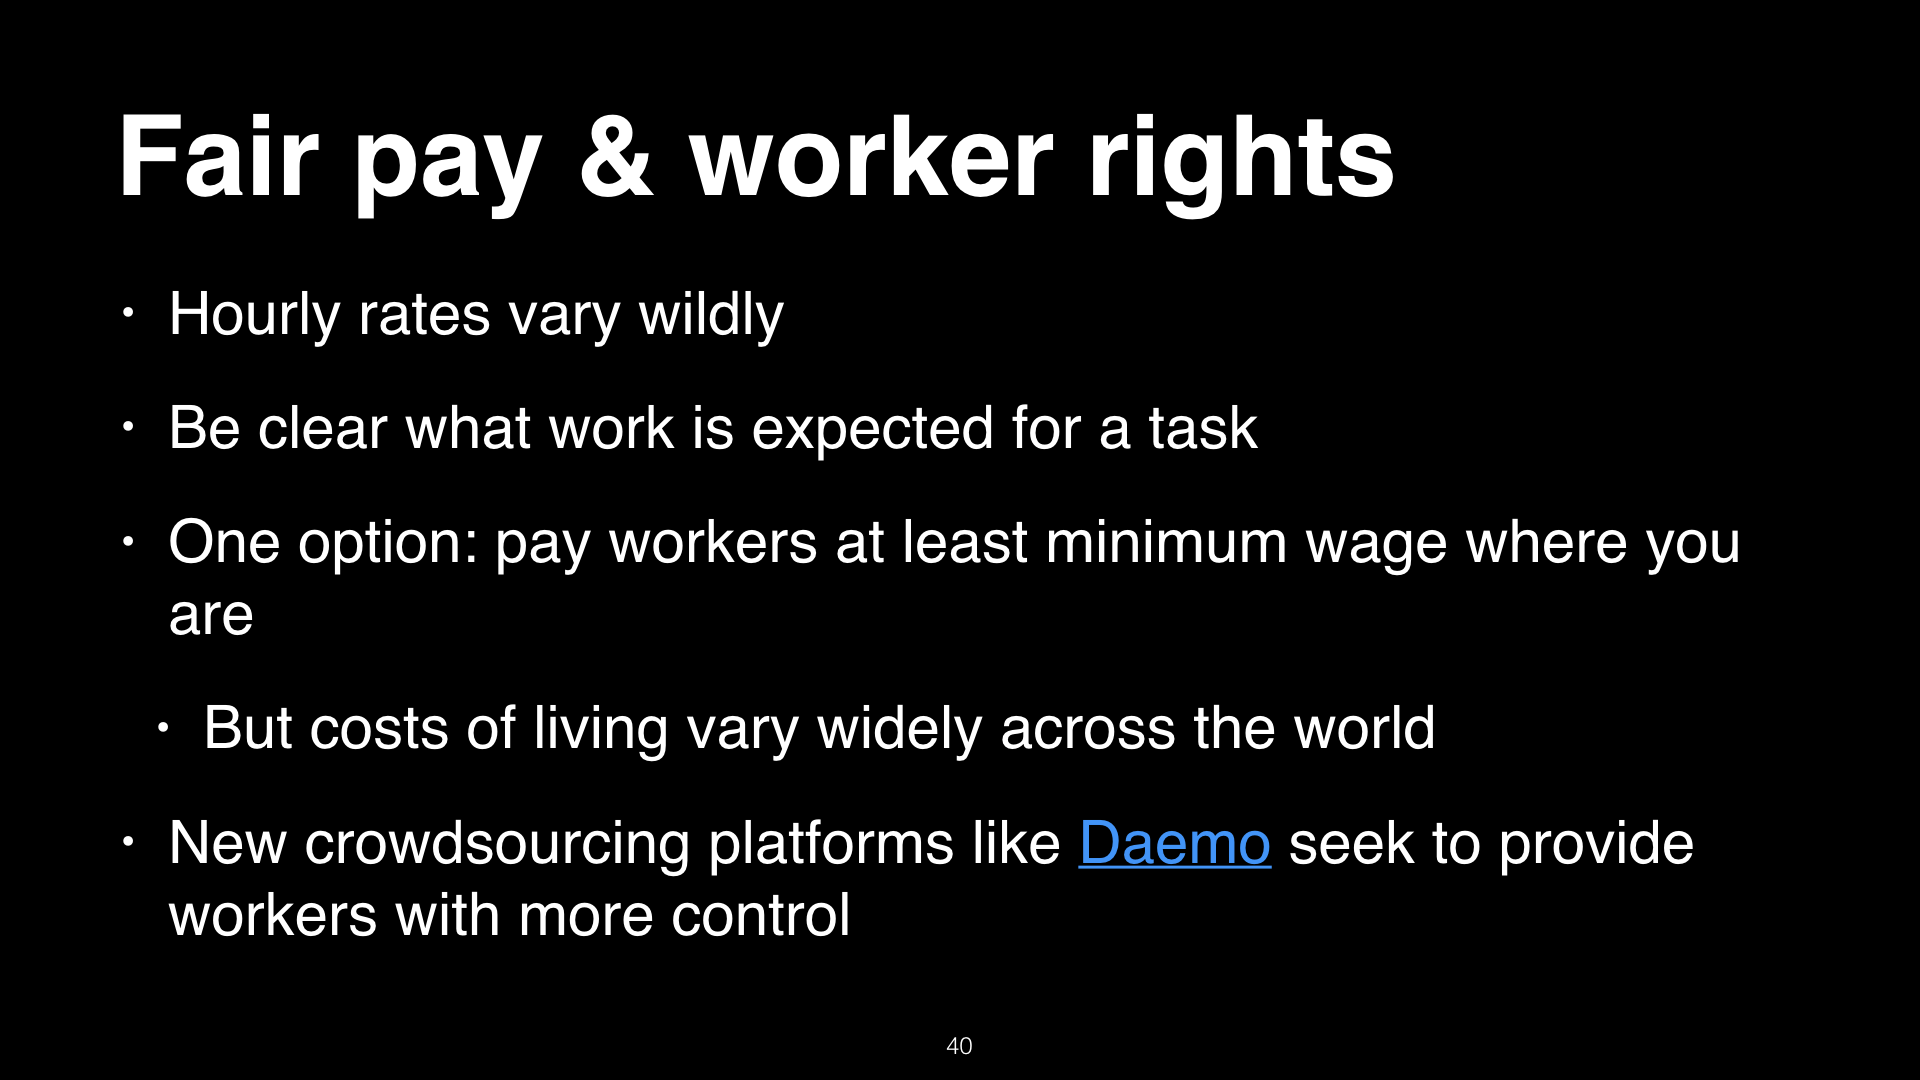 Fair pay & worker rights
• Hourly rates vary wildly
• Be clear what work is expected for a task
• One option: pay workers at least minimum wage where you
are
• But costs of living vary widely across the world
• New crowdsourcing platforms like Daemo seek to provide
workers with more control
40